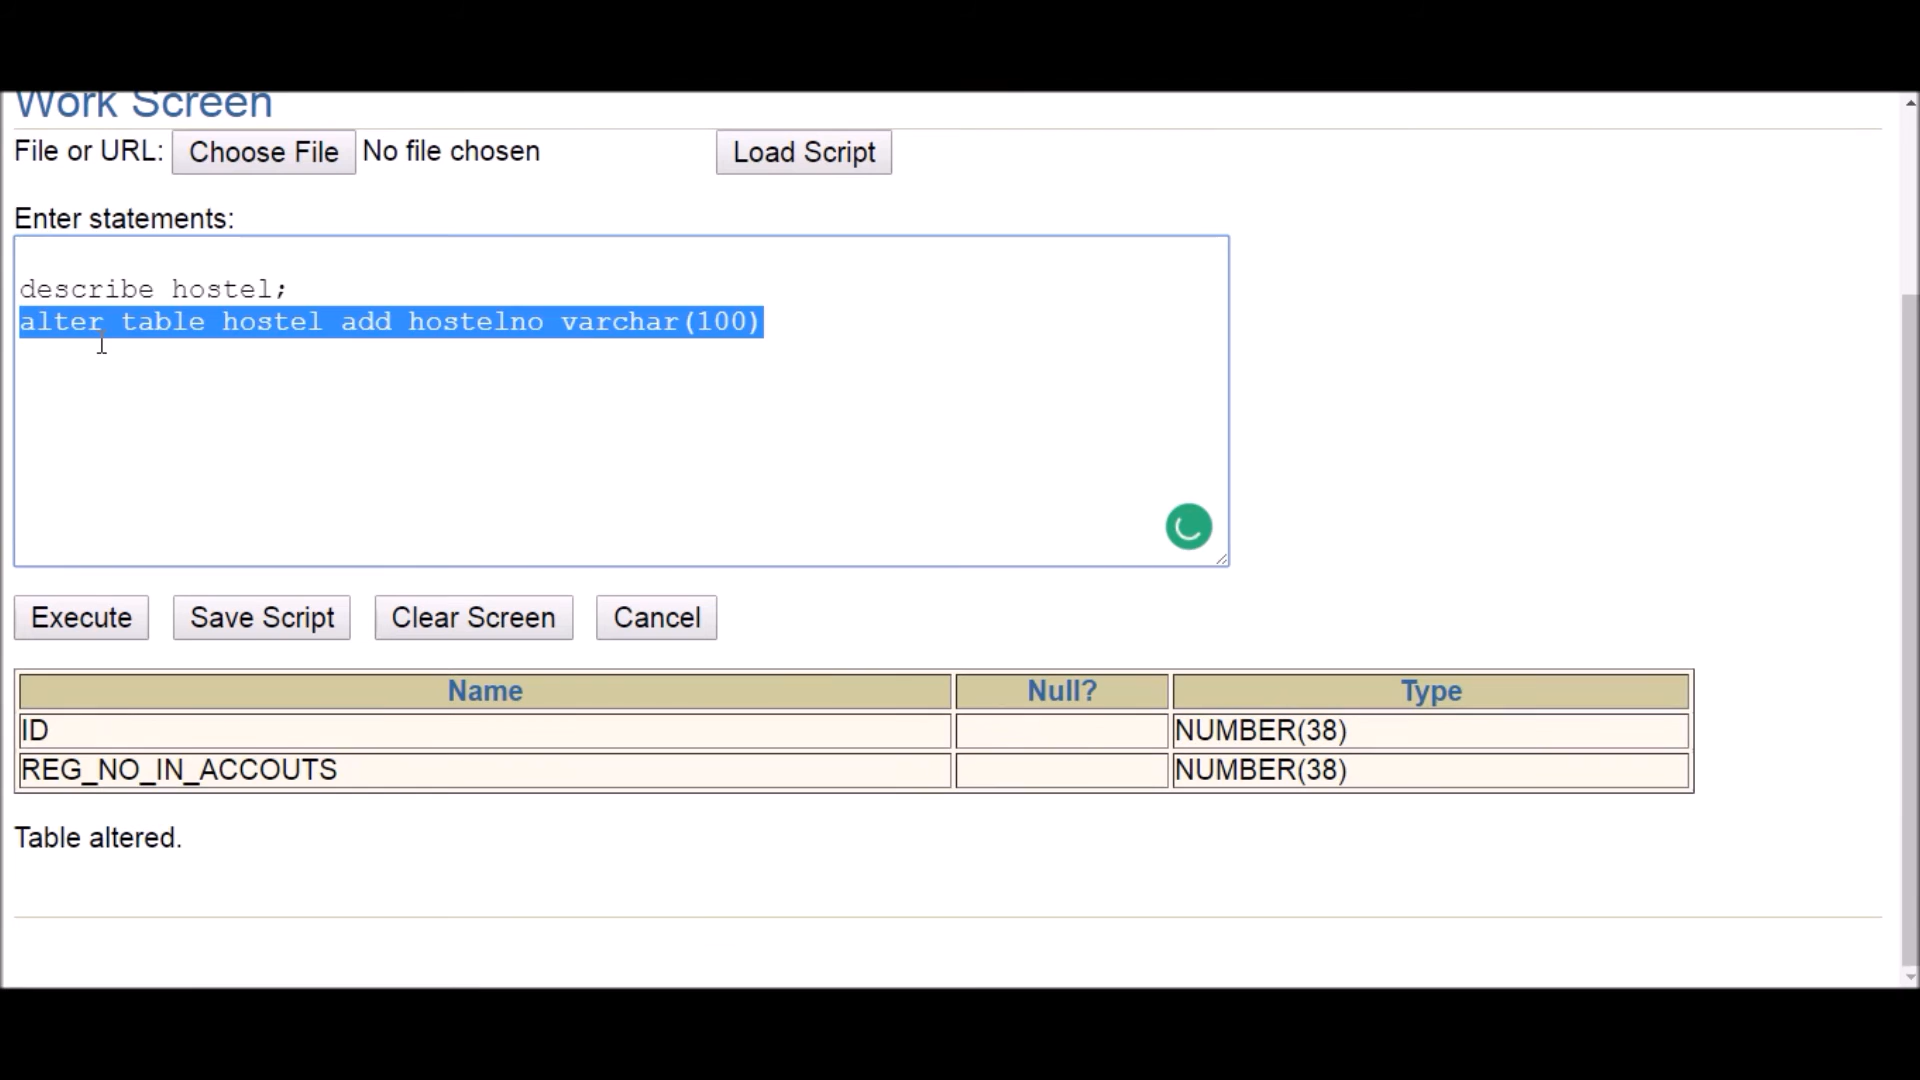 Work Screen
File or URL: Choose File No file chosen Load Script
Enter statements:
describe hostel;
alter table hostel add hostelno varchar(100)
Execute Save Script Clear Screen Cancel
Name Null? Type
ID NUMBER(38)
REG_NO_IN_ACCOUTS NUMBER(38)
Table altered.